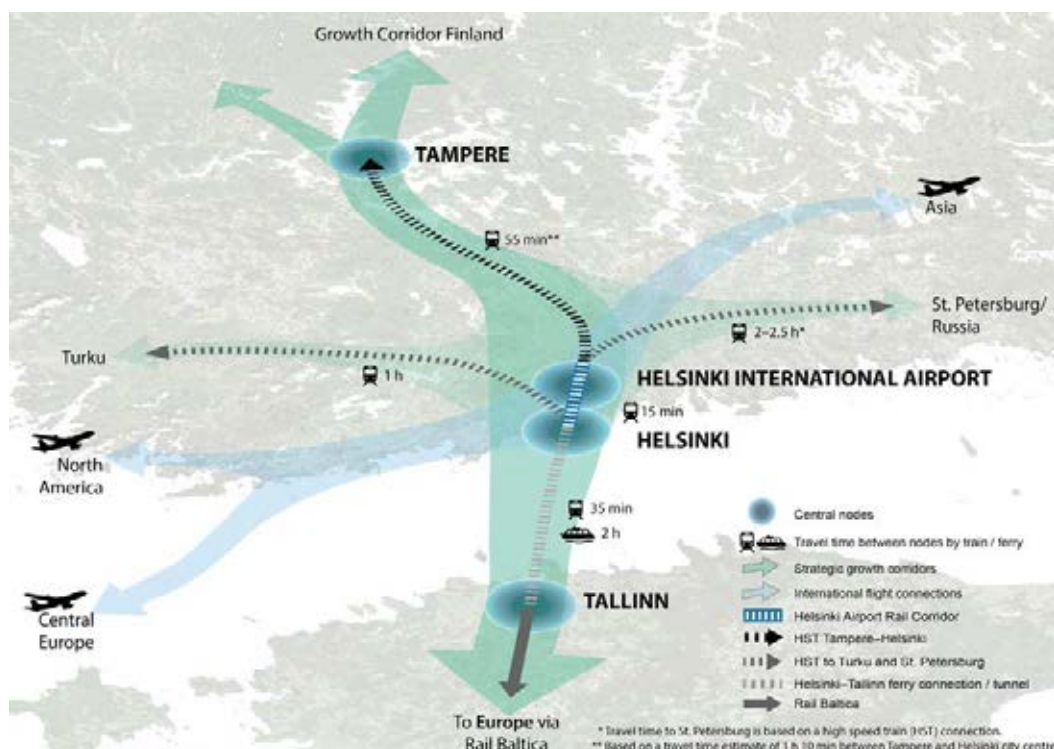 Growth Corridor Finland
TAMPERE
Asia
55 min**
St. Petersburg/
Russia
2–2.5 h*
Turku
1 h
HELSINKI INTERNATIONAL AIRPORT
15 min
HELSINKI
North
America
35 min
2 h
Central
Europe
TALLINN
To Europe via
Rail Baltica
Central nodes
Travel time between nodes by train / ferry
Strategic growth corridors
International flight connections
Helsinki Airport Rail Corridor
HST Tampere–Helsinki
HST to Turku and St. Petersburg
Helsinki–Tallinn ferry connection / tunnel
Rail Baltica
* Travel time to St. Petersburg is based on a high speed train (HST) connection.
** Based on a travel time estimate of 1 h 10 min between Tampere and Helsinki city